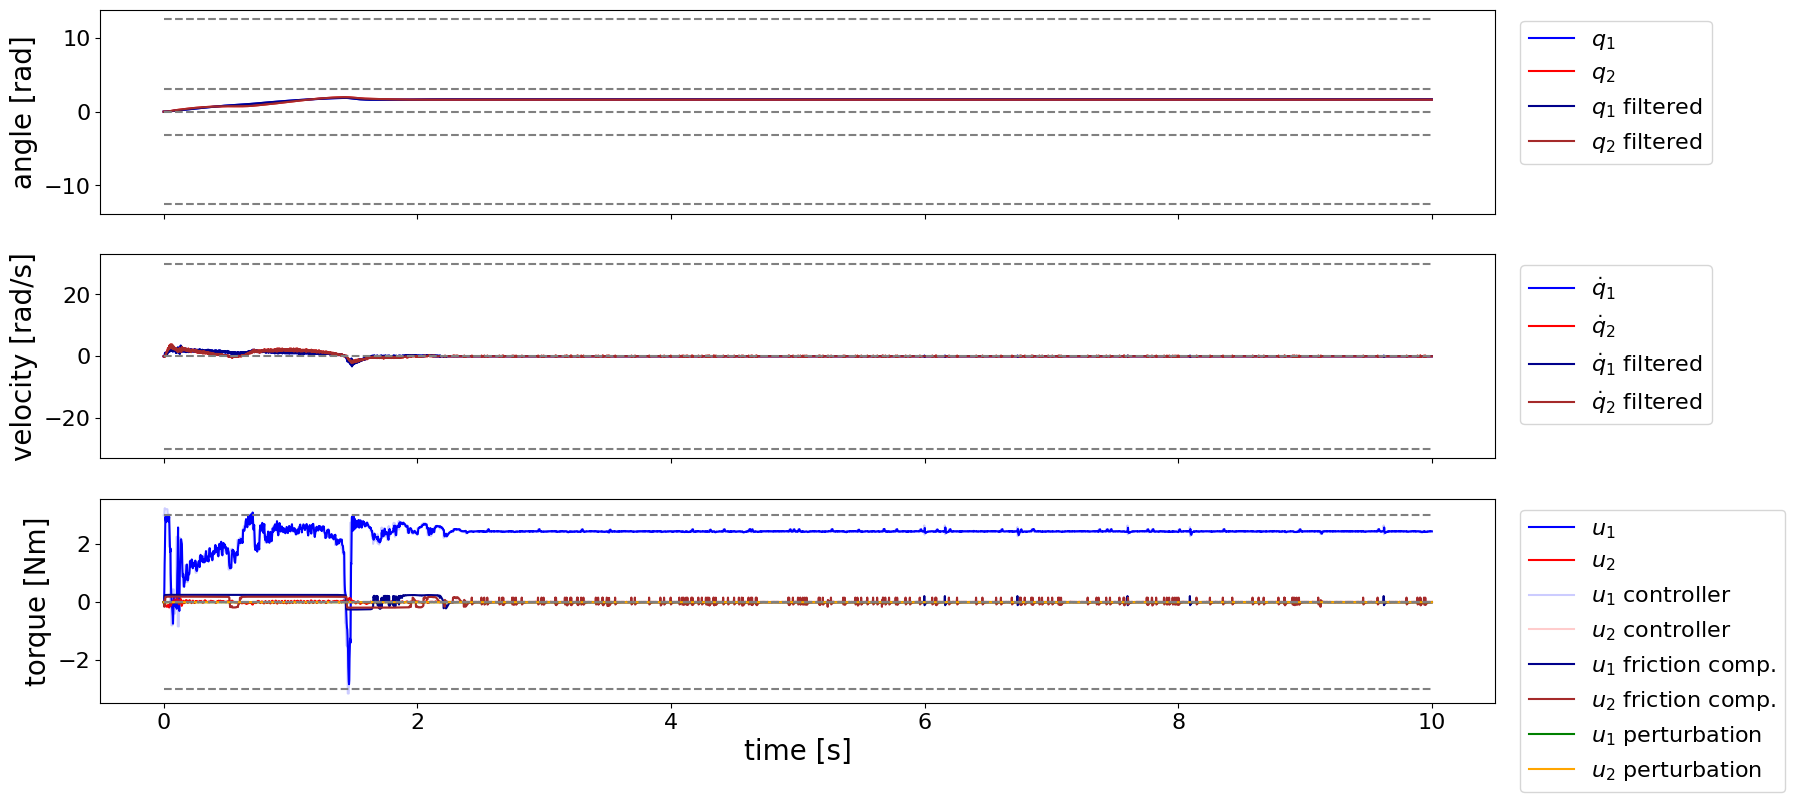 angle [rad]
10
0
−10
q₁
q₂
q₁ filtered
q₂ filtered
velocity [rad/s]
20
0
−20
q̇₁
q̇₂
q̇₁ filtered
q̇₂ filtered
torque [Nm]
2
0
−2
0 2 4 6 8 10
time [s]
u₁
u₂
u₁ controller
u₂ controller
u₁ friction comp.
u₂ friction comp.
u₁ perturbation
u₂ perturbation